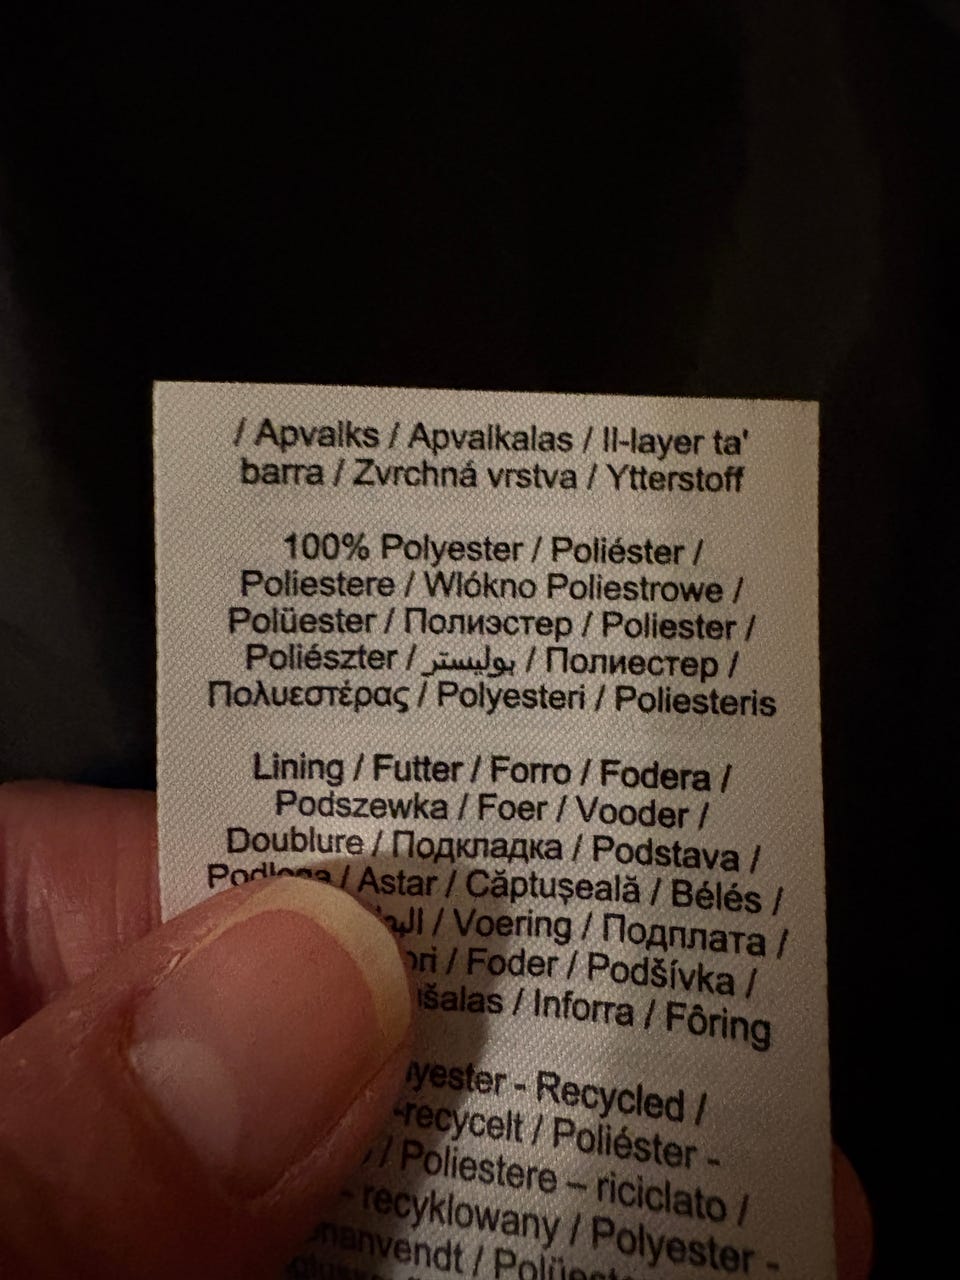 / Apvalks / Apvalkalas / Il-layer ta'
barra / Zvrchná vrstva / Ytterstoff
100% Polyester / Poliéster /
Poliestere / Wlókno Poliestrowe /
Polüester / Полиэстер / Poliester /
Poliészter / بوليستر / Полиестер /
Πολυεστέρας / Polyesteri / Poliesteris
Lining / Futter / Forro / Fodera /
Podszewka / Foer / Vooder /
Doublure / Подкладка / Podstava /
/ Astar / Căptușeală / Bélés /
/ Voering / Подплата /
/ Foder / Podšívka /
/ Inforra / Fôring
- Recycled /
-recycelt / Poliéster -
/ Poliestere – riciclato /
- recyklowany / Polyester -
/